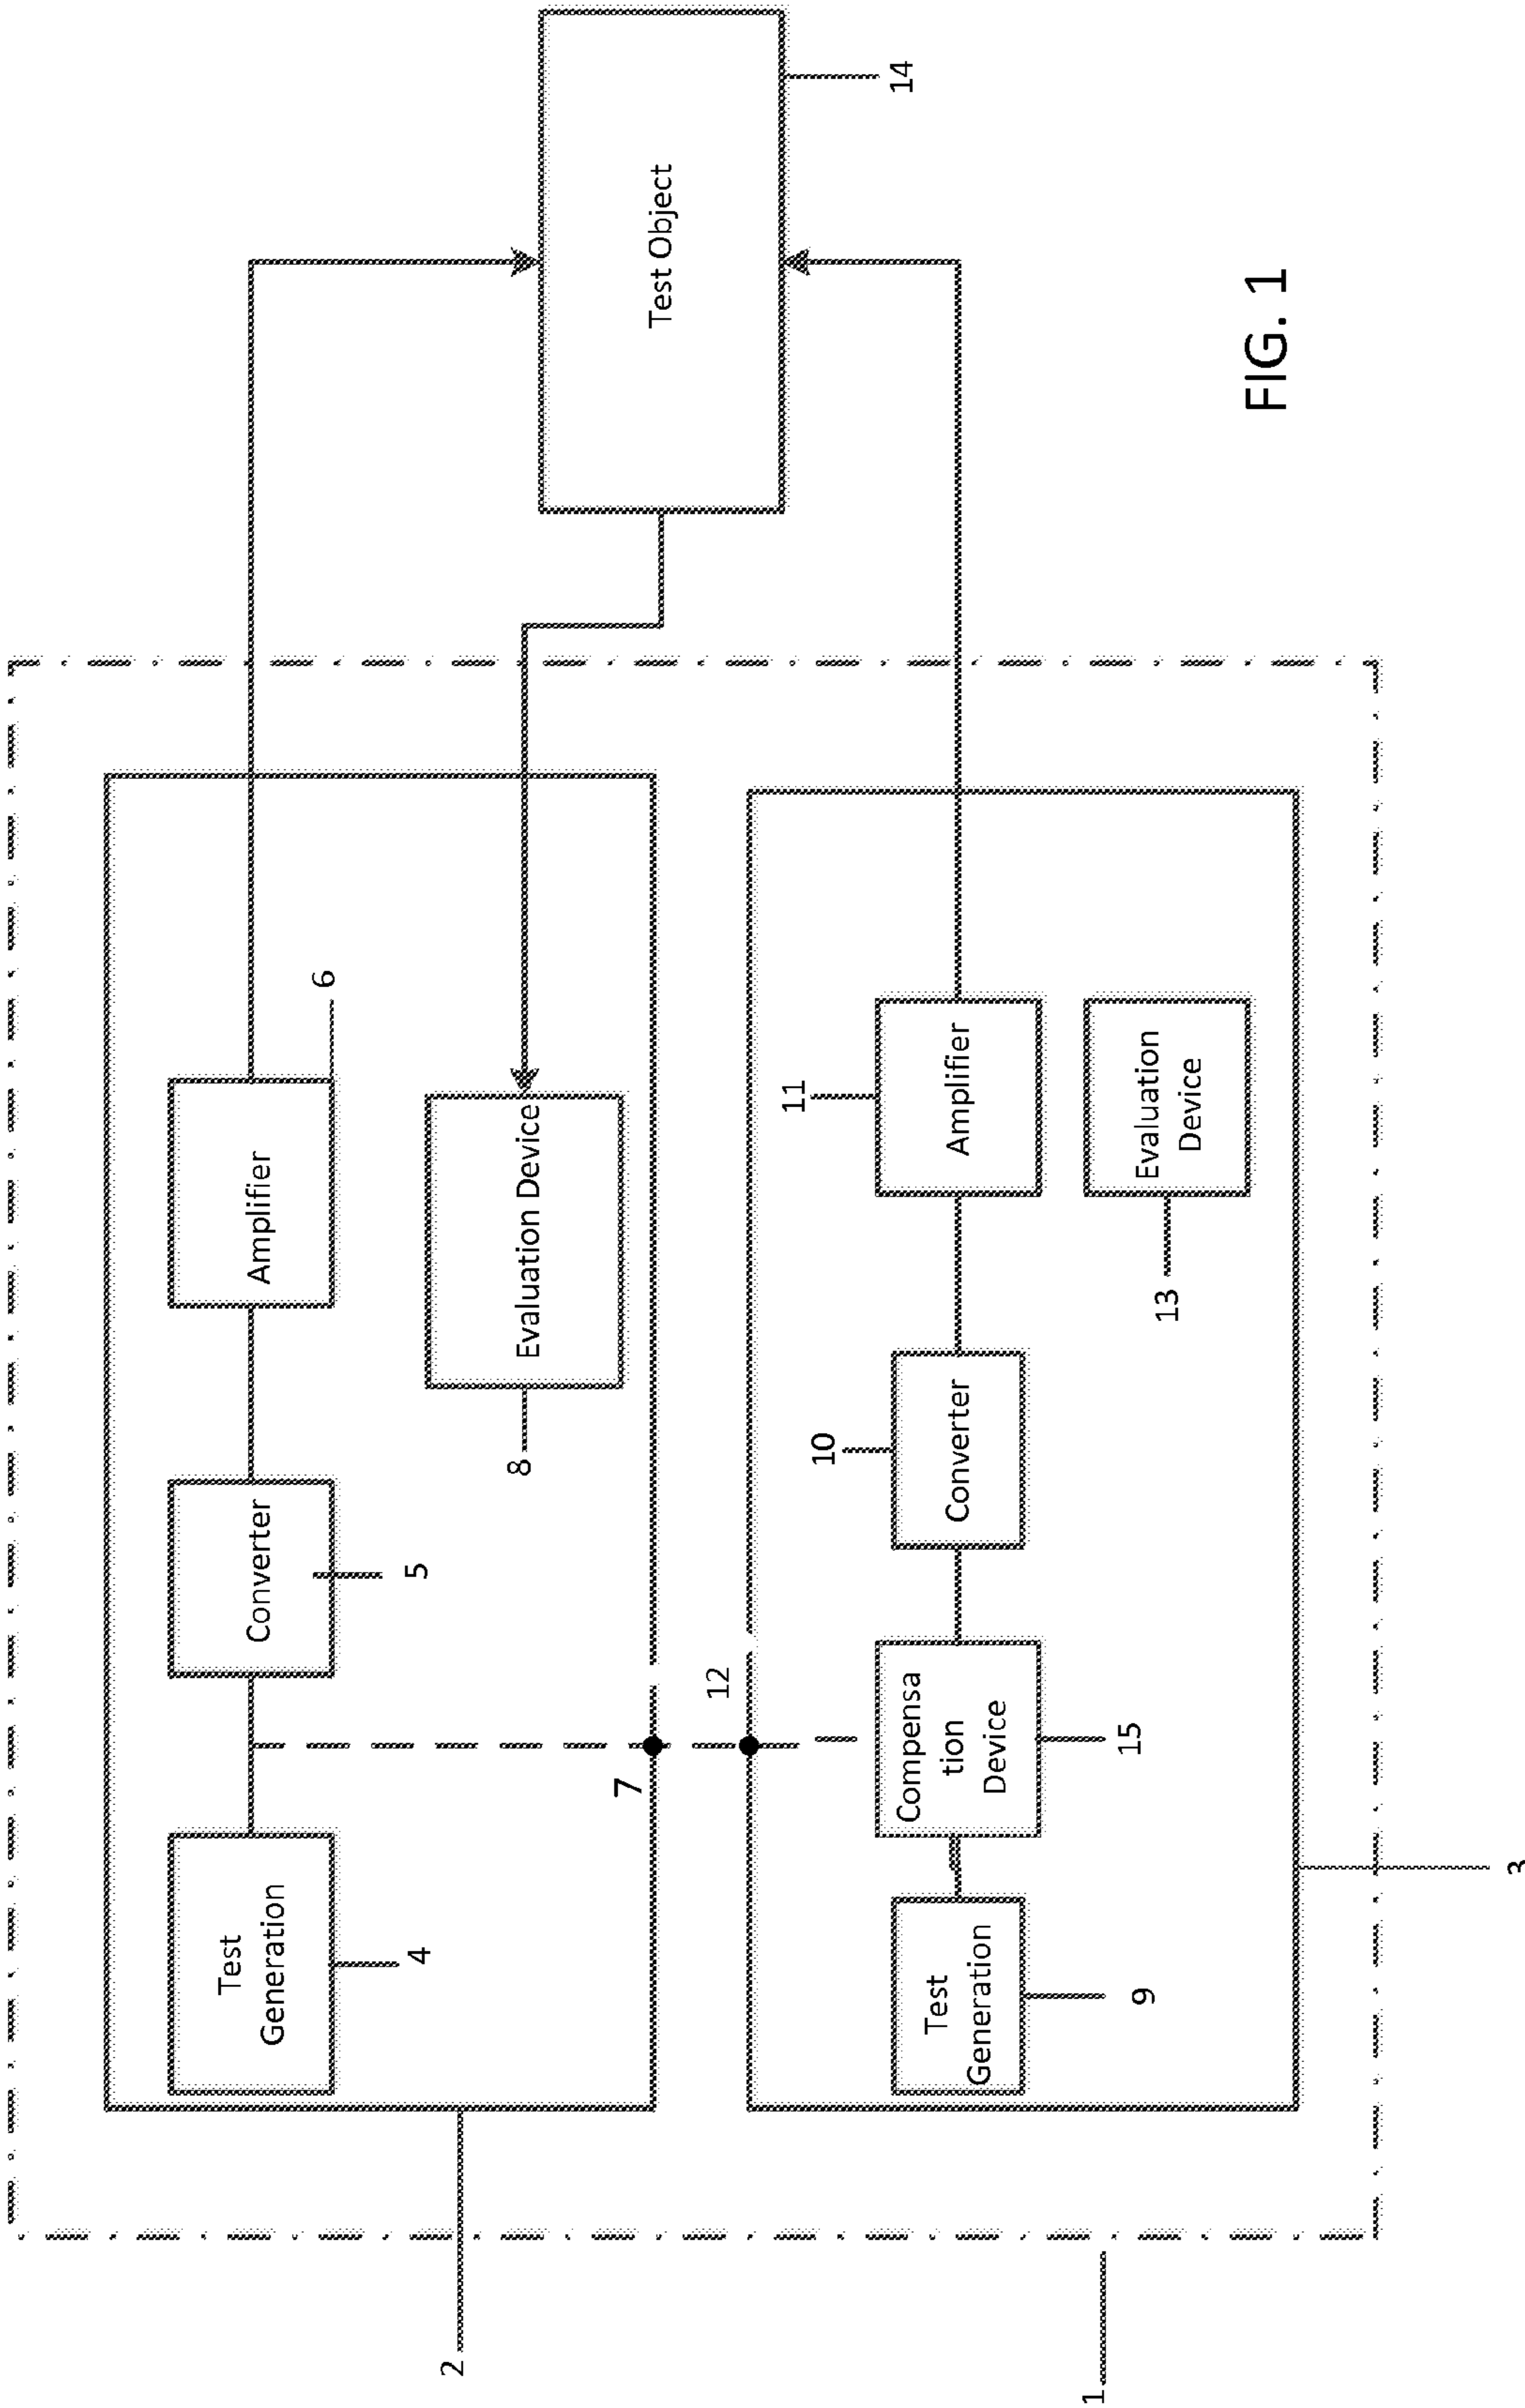 2
Test
Generation
4
Converter
5
Amplifier
6
Evaluation Device
8
7
12
Test
Generation
9
Compensa
tion
Device
15
Converter
10
Amplifier
11
Evaluation
Device
13
3
1
Test Object
14
FIG. 1